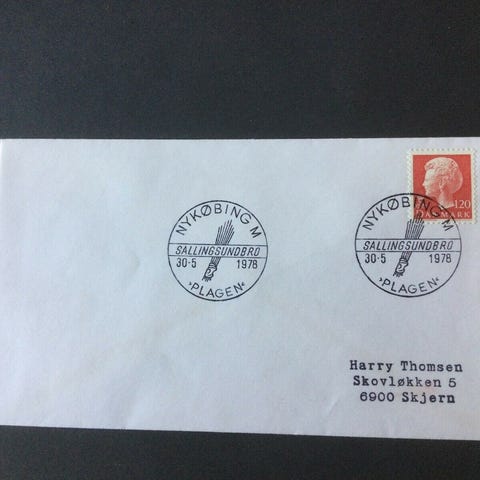 NYKØBING M
SALLINGSUNDBRO
30-5 1978
›PLAGEN‹
120
DANMARK
NYKØBING M
SALLINGSUNDBRO
30-5 1978
›PLAGEN‹
Harry Thomsen
Skovløkken 5
6900 Skjern